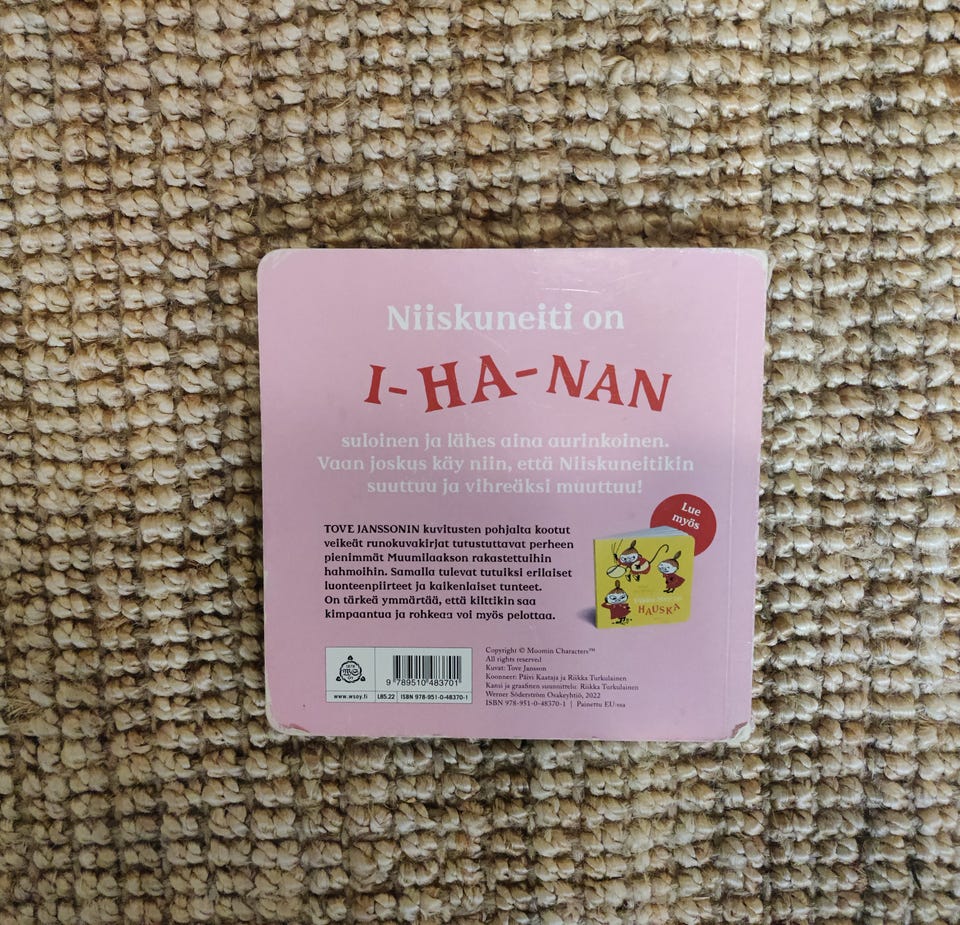 Niiskuneiti on
I-HA-NAN
suloinen ja lähes aina aurinkoinen.
Vaan joskus käy niin, että Niiskuneitikin
suuttuu ja vihreäksi muuttuu!
Lue
myös
TOVE JANSSONIN kuvitusten pohjalta kootut
veikeät runokuvakirjat tutustuttavat perheen
pienimmät Muumilaakson rakastettuihin
hahmoihin. Samalla tulevat tutuiksi erilaiset
luonteenpiirteet ja kaikenlaiset tunteet.
On tärkeä ymmärtää, että kilttikin saa
kimpaantua ja rohkeaa voi myös pelottaa.
HAUSKA
www.wsoy.fi
L85.22
ISBN 978-951-0-48370-1
9 789510 483701
Copyright © Moomin Characters™
All rights reserved
Kuvat: Tove Jansson
Koonneet: Päivi Kaataja ja Riikka Turkulainen
Kansi ja graafinen suunnittelu: Riikka Turkulainen
Werner Söderström Osakeyhtiö, 2022
ISBN 978-951-0-48370-1 | Painettu EU:ssa